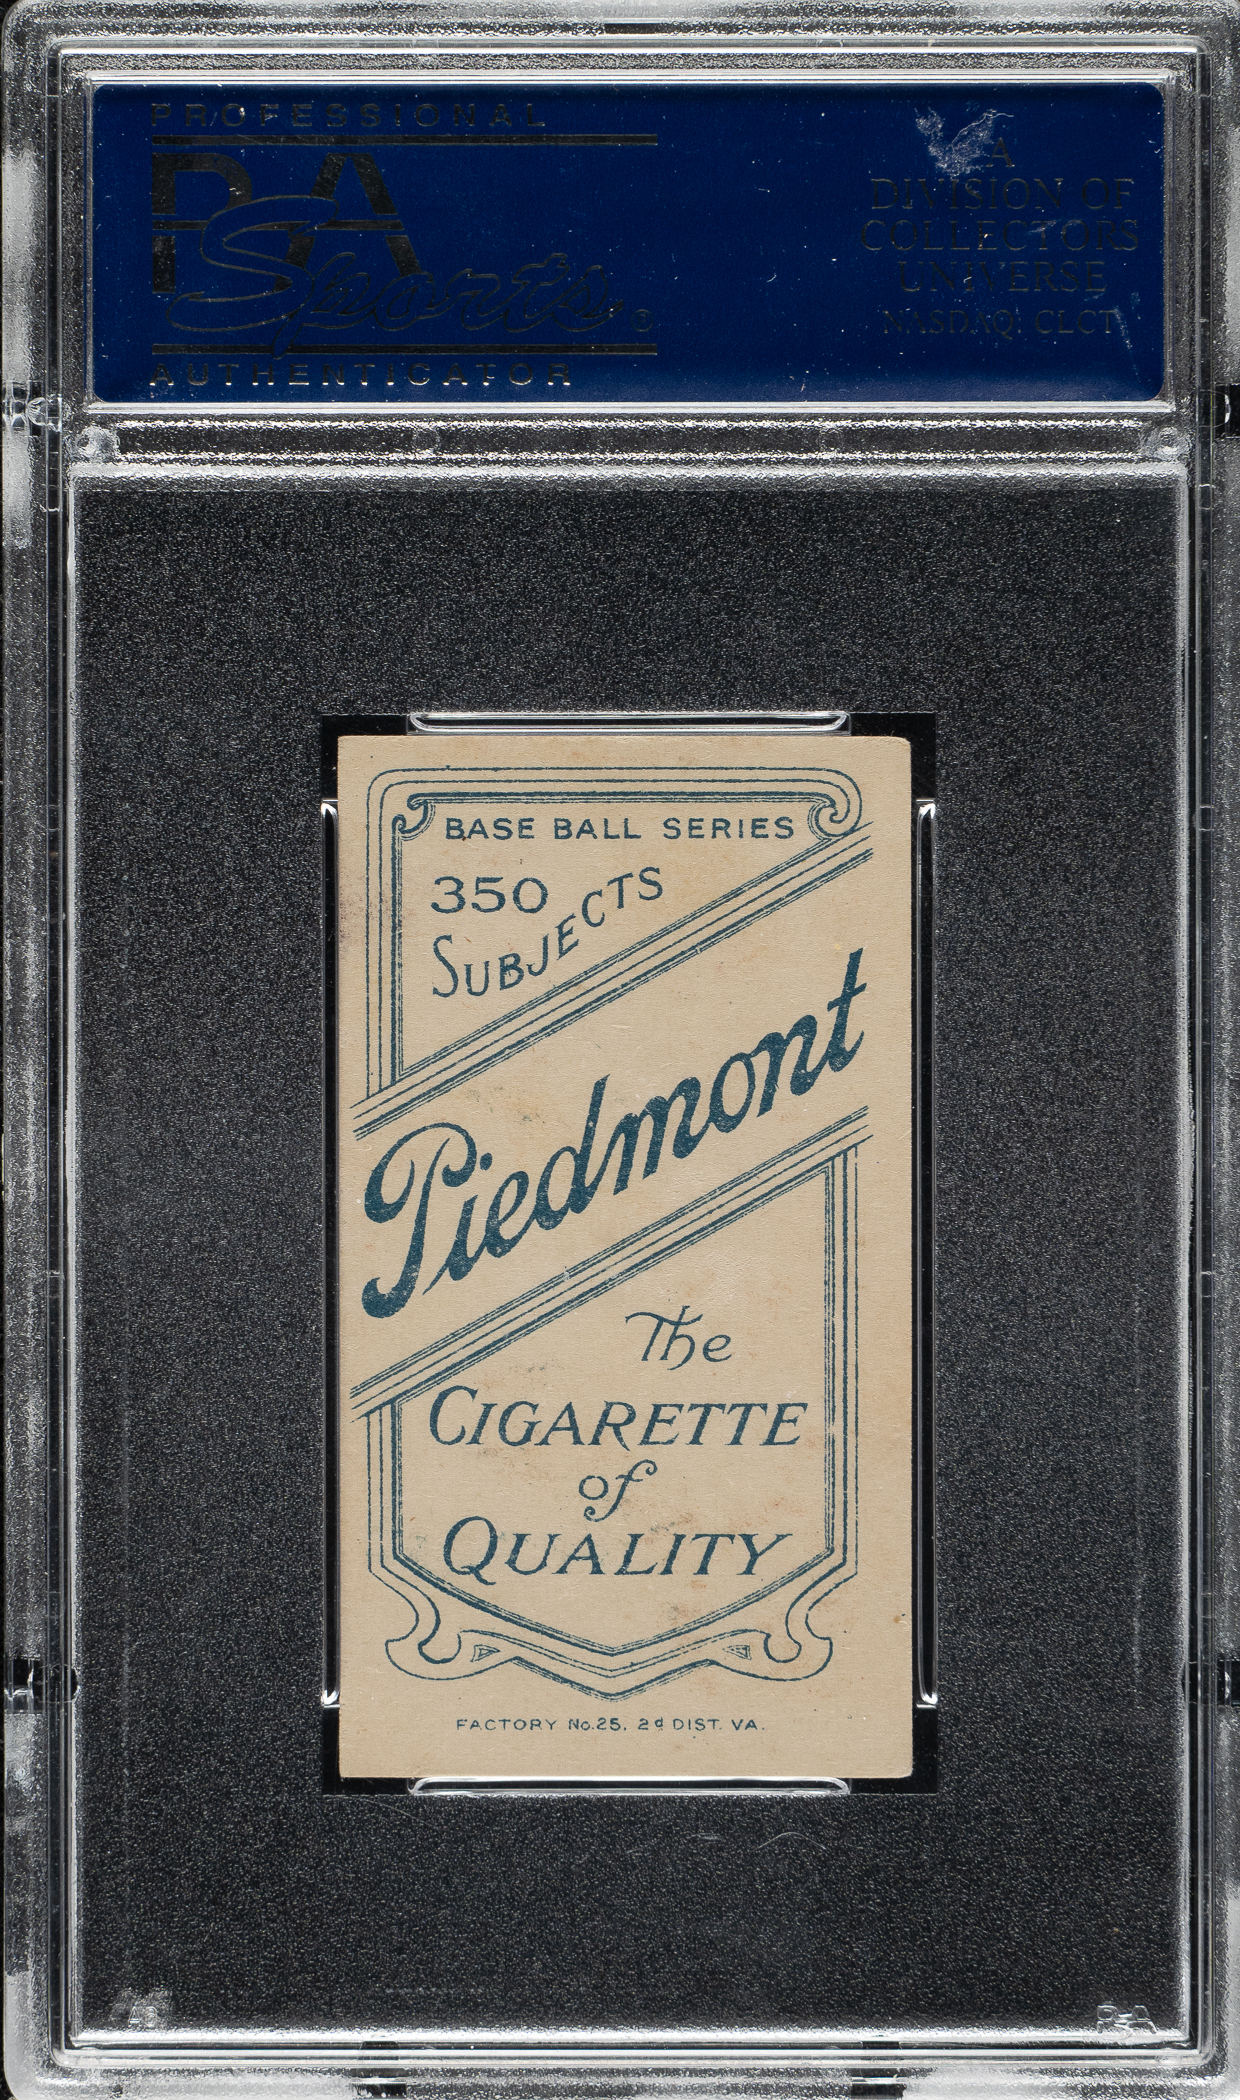 PROFESSIONAL
PSA
Sports®
AUTHENTICATOR
A
DIVISION OF
COLLECTORS
UNIVERSE
NASDAQ: CLCT
BASE BALL SERIES
350
SUBJECTS
Piedmont
The
CIGARETTE
of
QUALITY
FACTORY No. 25, 2d DIST. VA.
PSA